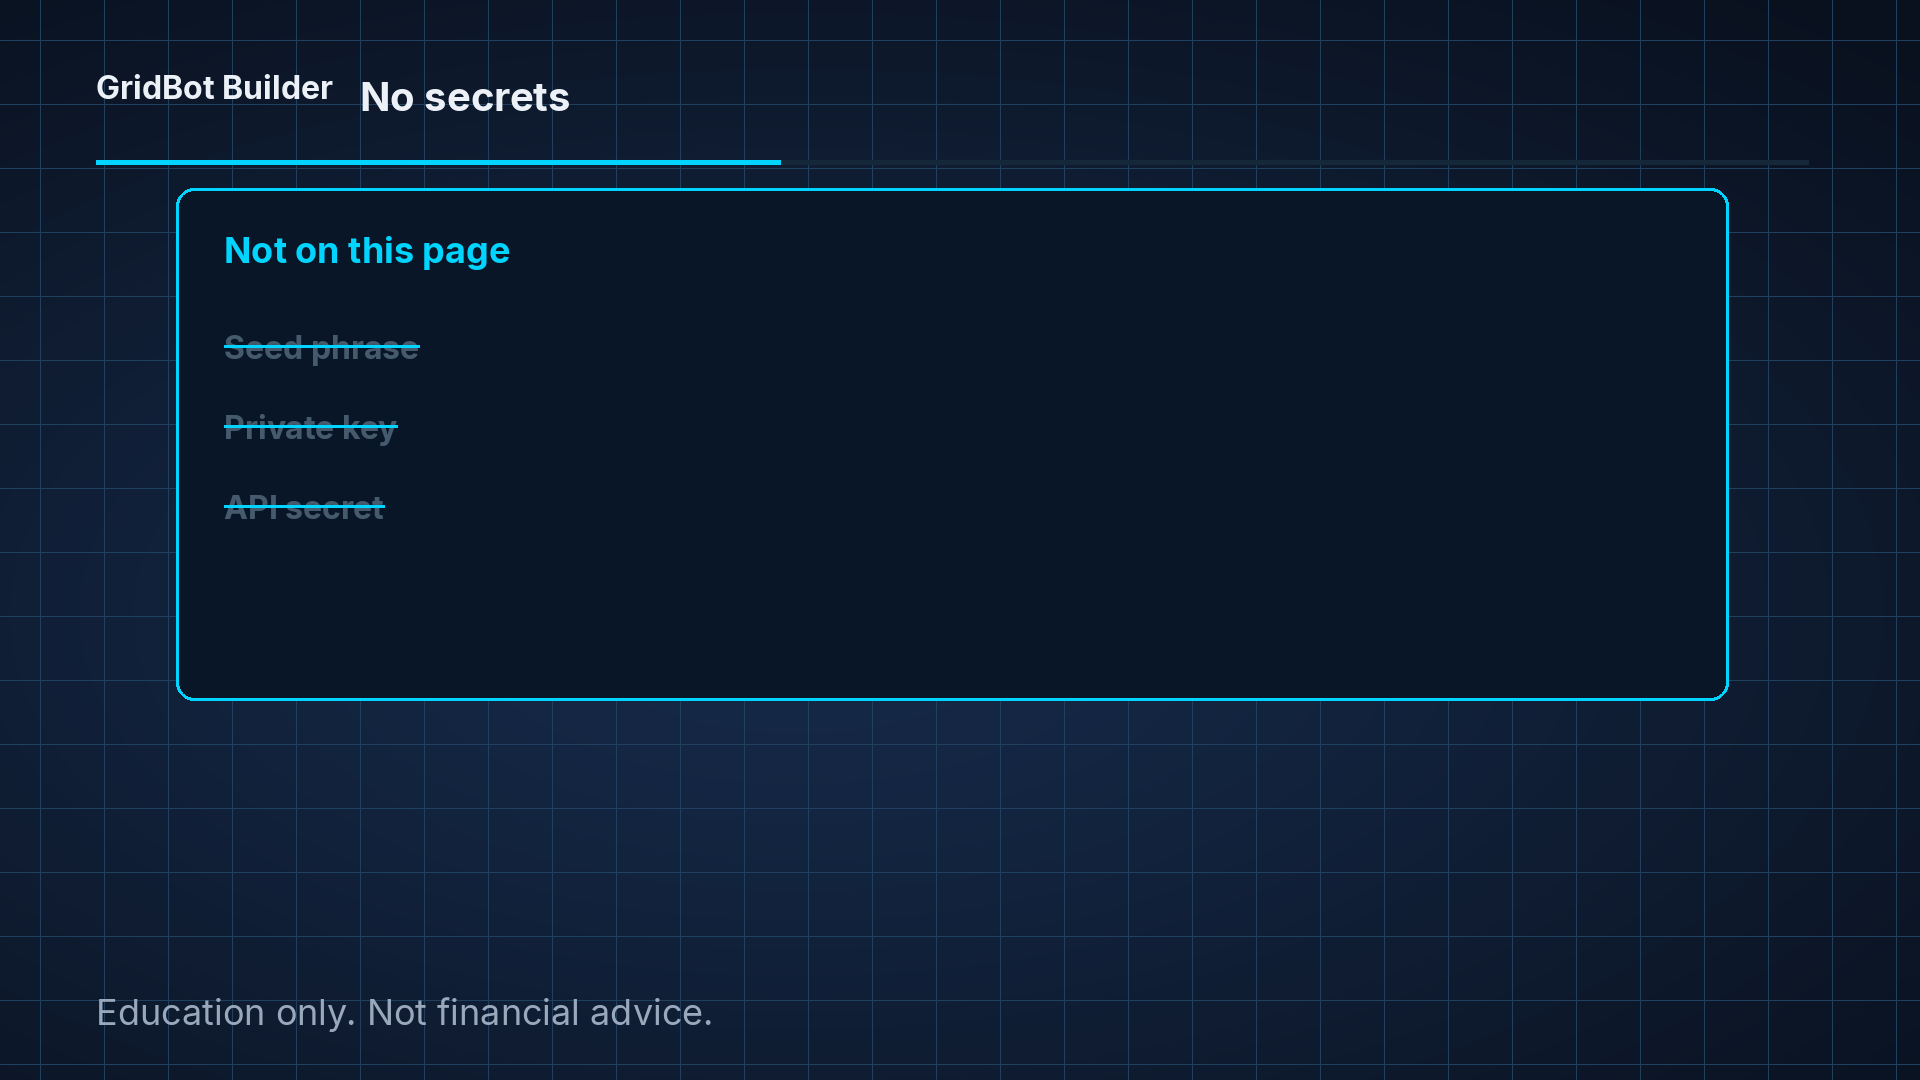 GridBot Builder
No secrets
Not on this page
Seed phrase
Private key
API secret
Education only. Not financial advice.